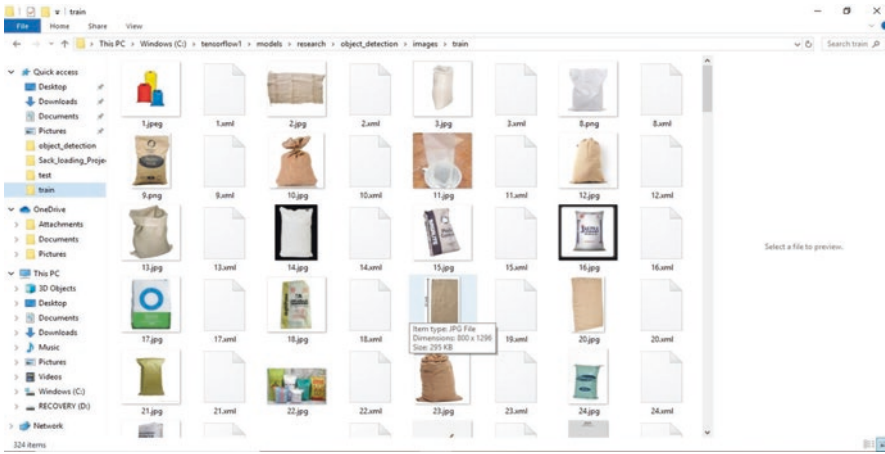 train
File Home Share View
This PC > Windows (C:) > tensorflow1 > models > research > object_detection > images > train
Search train
Quick access
Desktop
Downloads
Documents
Pictures
object_detection
Sack_loading_Proje
test
train
OneDrive
Attachments
Documents
Pictures
This PC
3D Objects
Desktop
Documents
Downloads
Music
Pictures
Videos
Windows (C:)
RECOVERY (D:)
Network
1.jpeg 1.xml 2.jpg 2.xml 3.jpg 3.xml 8.png 8.xml
9.png 9.xml 10.jpg 10.xml 11.jpg 11.xml 12.jpg 12.xml
13.jpg 13.xml 14.jpg 14.xml 15.jpg 15.xml 16.jpg 16.xml
17.jpg 17.xml 18.jpg 18.xml 19.xml 20.jpg 20.xml
Item type: JPG File
Dimensions: 800 x 1296
Size: 295 KB
21.jpg 21.xml 22.jpg 22.xml 23.jpg 23.xml 24.jpg 24.xml
Select a file to preview.
324 items